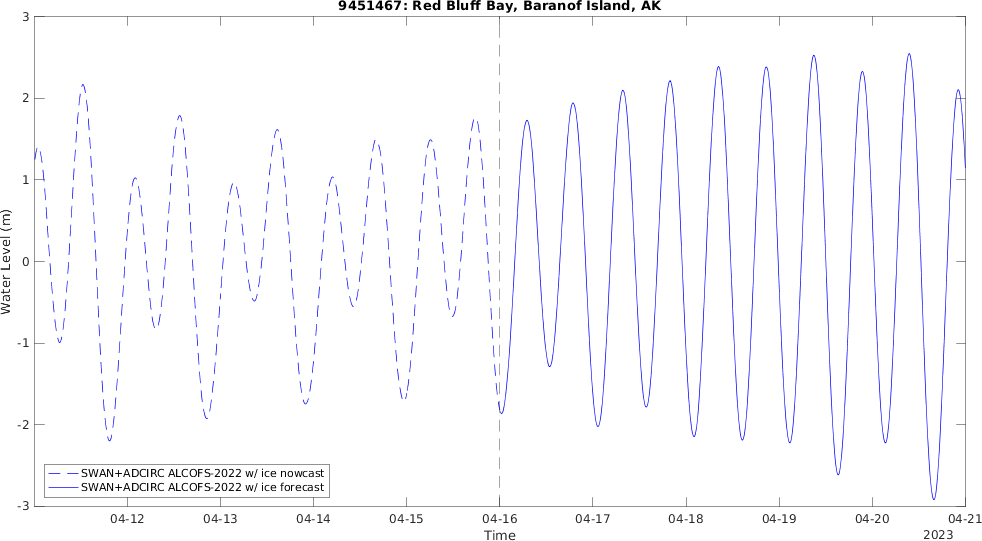 9451467: Red Bluff Bay, Baranof Island, AK
3
2
1
0
-1
-2
-3
Water Level (m)
SWAN+ADCIRC ALCOFS-2022 w/ ice nowcast
SWAN+ADCIRC ALCOFS-2022 w/ ice forecast
04-12 04-13 04-14 04-15 04-16 04-17 04-18 04-19 04-20 04-21
Time
2023